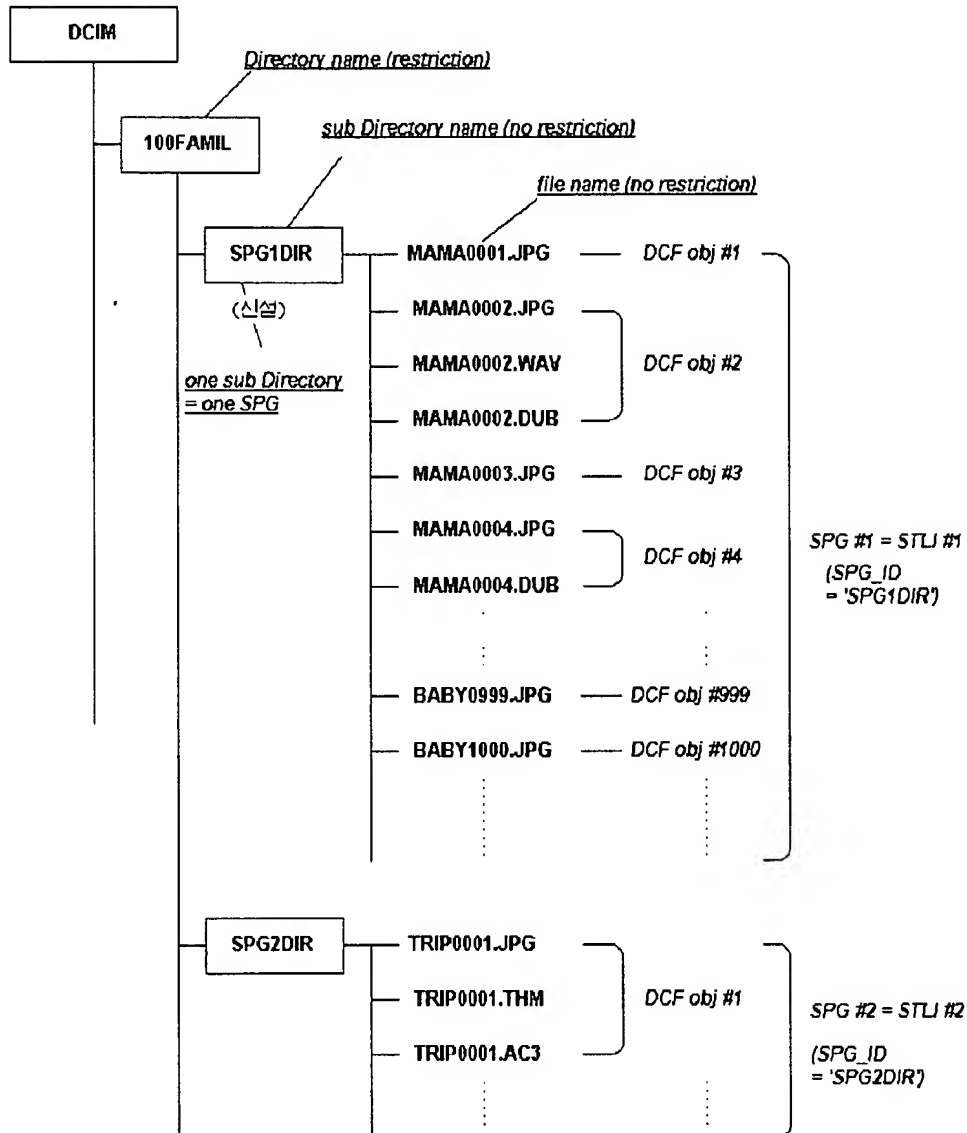 DCIM
Directory name (restriction)
100FAMIL
sub Directory name (no restriction)
file name (no restriction)
SPG1DIR
(신설)
one sub Directory
= one SPG
MAMA0001.JPG
DCF obj #1
MAMA0002.JPG
MAMA0002.WAV
DCF obj #2
MAMA0002.DUB
MAMA0003.JPG
DCF obj #3
MAMA0004.JPG
DCF obj #4
MAMA0004.DUB
SPG #1 = STLI #1
(SPG_ID
= 'SPG1DIR')
BABY0999.JPG
DCF obj #999
BABY1000.JPG
DCF obj #1000
SPG2DIR
TRIP0001.JPG
TRIP0001.THM
DCF obj #1
TRIP0001.AC3
SPG #2 = STLI #2
(SPG_ID
= 'SPG2DIR')